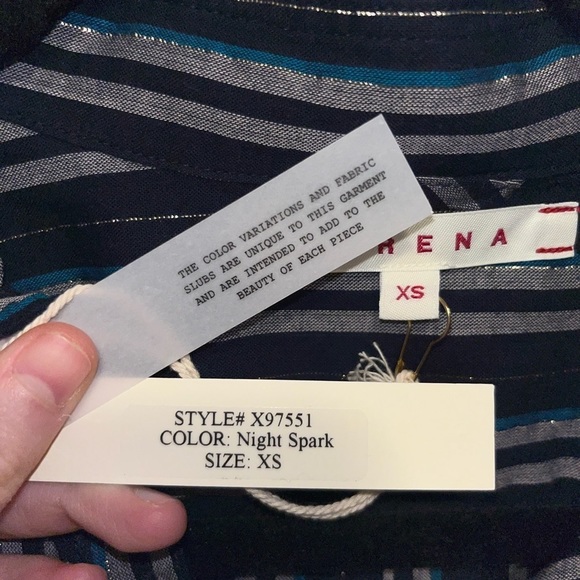 THE COLOR VARIATIONS AND FABRIC
SLUBS ARE UNIQUE TO THIS GARMENT
AND ARE INTENDED TO ADD TO THE
BEAUTY OF EACH PIECE
RENA
XS
STYLE# X97551
COLOR: Night Spark
SIZE: XS